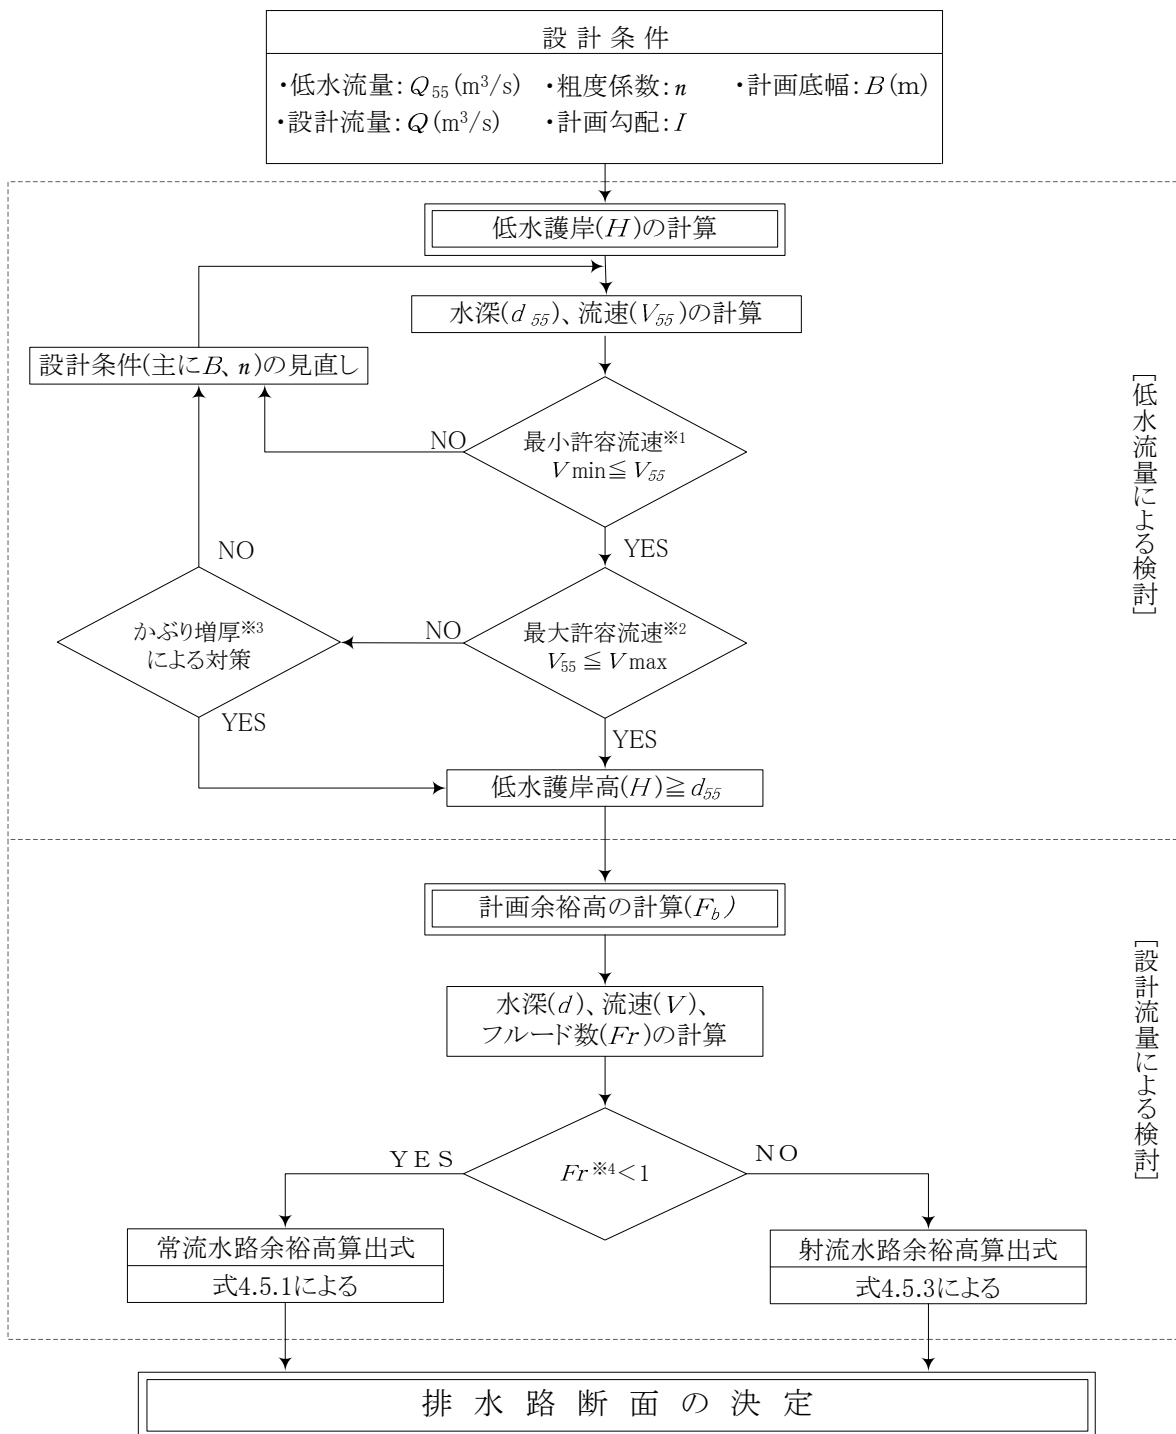 設計条件
・低水流量：Q55(m³/s) ・粗度係数：n ・計画底幅：B(m)
・設計流量：Q(m³/s) ・計画勾配：I
低水護岸(H)の計算
水深(d 55)、流速(V55)の計算
設計条件(主にB、n)の見直し
NO
最小許容流速※1
Vmin≦V55
YES
NO
かぶり増厚※3
による対策
NO
最大許容流速※2
V55≦Vmax
YES
YES
低水護岸高(H)≧d55
[低水流量による検討]
計画余裕高の計算(Fb)
水深(d)、流速(V)、
フルード数(Fr)の計算
YES
Fr※4＜1
NO
常流水路余裕高算出式
式4.5.1による
射流水路余裕高算出式
式4.5.3による
[設計流量による検討]
排水路断面の決定